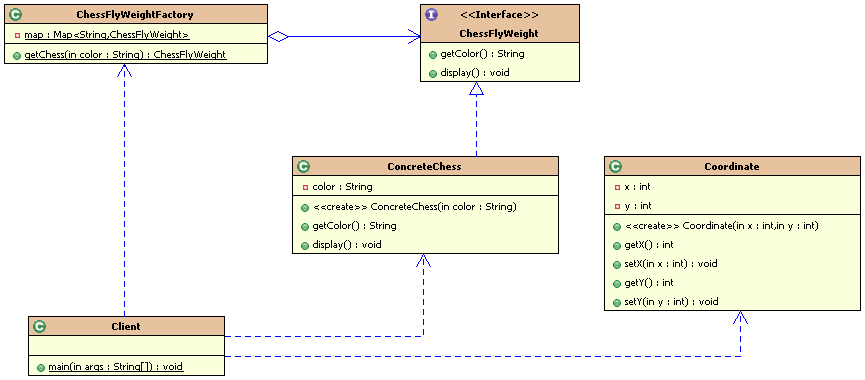 ChessFlyWeightFactory
map : Map<String,ChessFlyWeight>
getChess(in color : String) : ChessFlyWeight
<<Interface>>
ChessFlyWeight
getColor() : String
display() : void
ConcreteChess
color : String
<<create>> ConcreteChess(in color : String)
getColor() : String
display() : void
Coordinate
x : int
y : int
<<create>> Coordinate(in x : int,in y : int)
getX() : int
setX(in x : int) : void
getY() : int
setY(in y : int) : void
Client
main(in args : String[]) : void